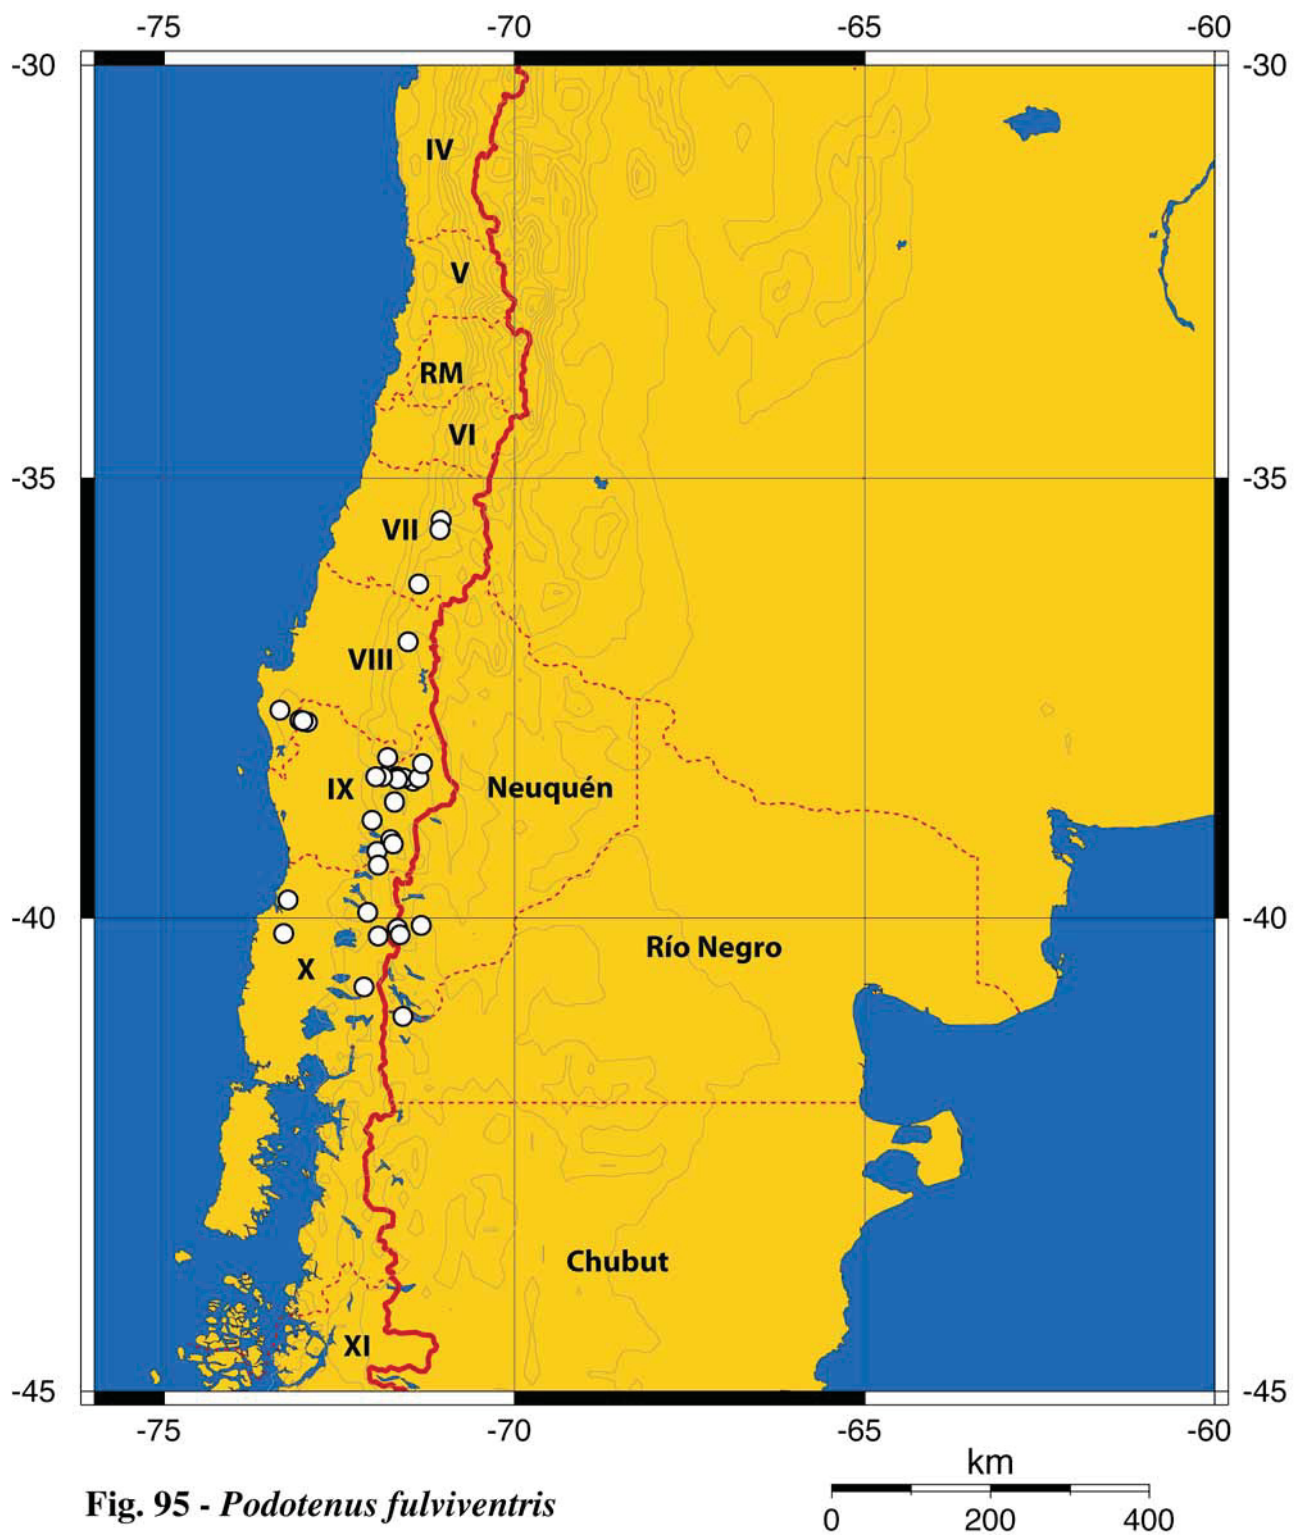 -75 -70 -65 -60
-30 -30
IV
V
RM
VI
-35 -35
VII
VIII
IX Neuquén
-40 -40
Río Negro
X
Chubut
XI
-45 -45
-75 -70 -65 -60
km
Fig. 95 - Podotenus fulviventris
0 200 400